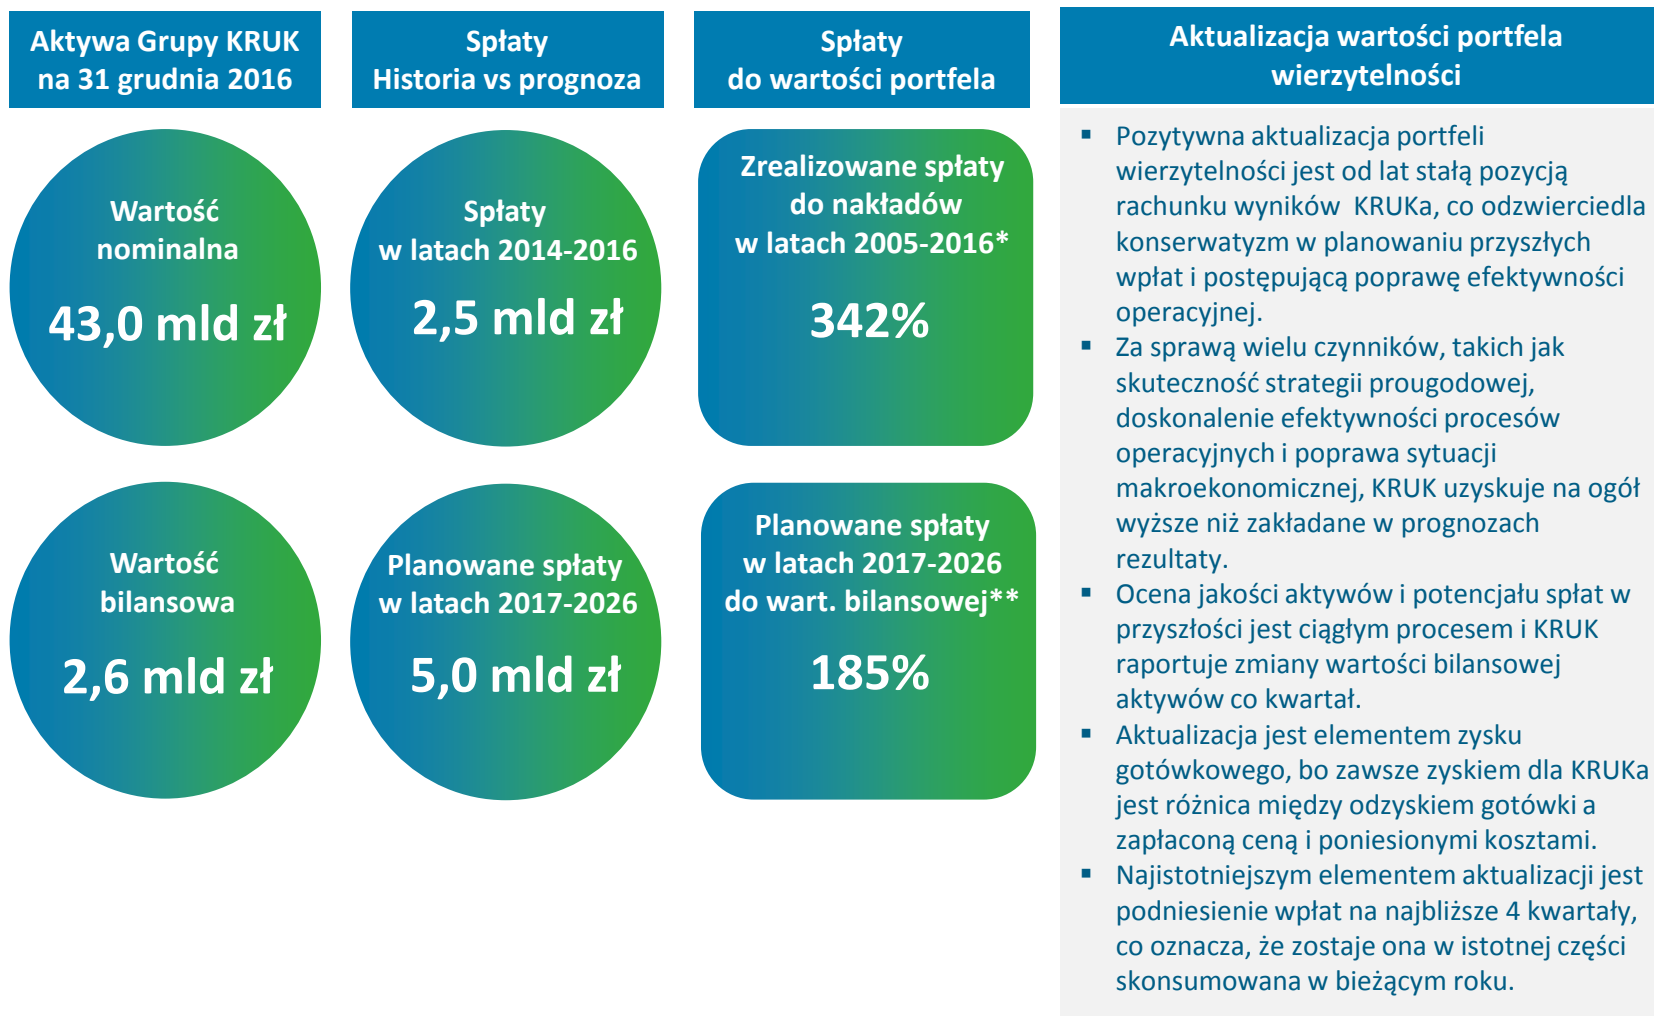 Aktywa Grupy KRUK
na 31 grudnia 2016
Wartość
nominalna
43,0 mld zł
Wartość
bilansowa
2,6 mld zł
Spłaty
Historia vs prognoza
Spłaty
w latach 2014-2016
2,5 mld zł
Planowane spłaty
w latach 2017-2026
5,0 mld zł
Spłaty
do wartości portfela
Zrealizowane spłaty
do nakładów
w latach 2005-2016*
342%
Planowane spłaty
w latach 2017-2026
do wart. bilansowej**
185%
Aktualizacja wartości portfela
wierzytelności
▪ Pozytywna aktualizacja portfeli
wierzytelności jest od lat stałą pozycją
rachunku wyników KRUKa, co odzwierciedla
konserwatyzm w planowaniu przyszłych
wpłat i postępującą poprawę efektywności
operacyjnej.
▪ Za sprawą wielu czynników, takich jak
skuteczność strategii prougodowej,
doskonalenie efektywności procesów
operacyjnych i poprawa sytuacji
makroekonomicznej, KRUK uzyskuje na ogół
wyższe niż zakładane w prognozach
rezultaty.
▪ Ocena jakości aktywów i potencjału spłat w
przyszłości jest ciągłym procesem i KRUK
raportuje zmiany wartości bilansowej
aktywów co kwartał.
▪ Aktualizacja jest elementem zysku
gotówkowego, bo zawsze zyskiem dla KRUKa
jest różnica między odzyskiem gotówki a
zapłaconą ceną i poniesionymi kosztami.
▪ Najistotniejszym elementem aktualizacji jest
podniesienie wpłat na najbliższe 4 kwartały,
co oznacza, że zostaje ona w istotnej części
skonsumowana w bieżącym roku.